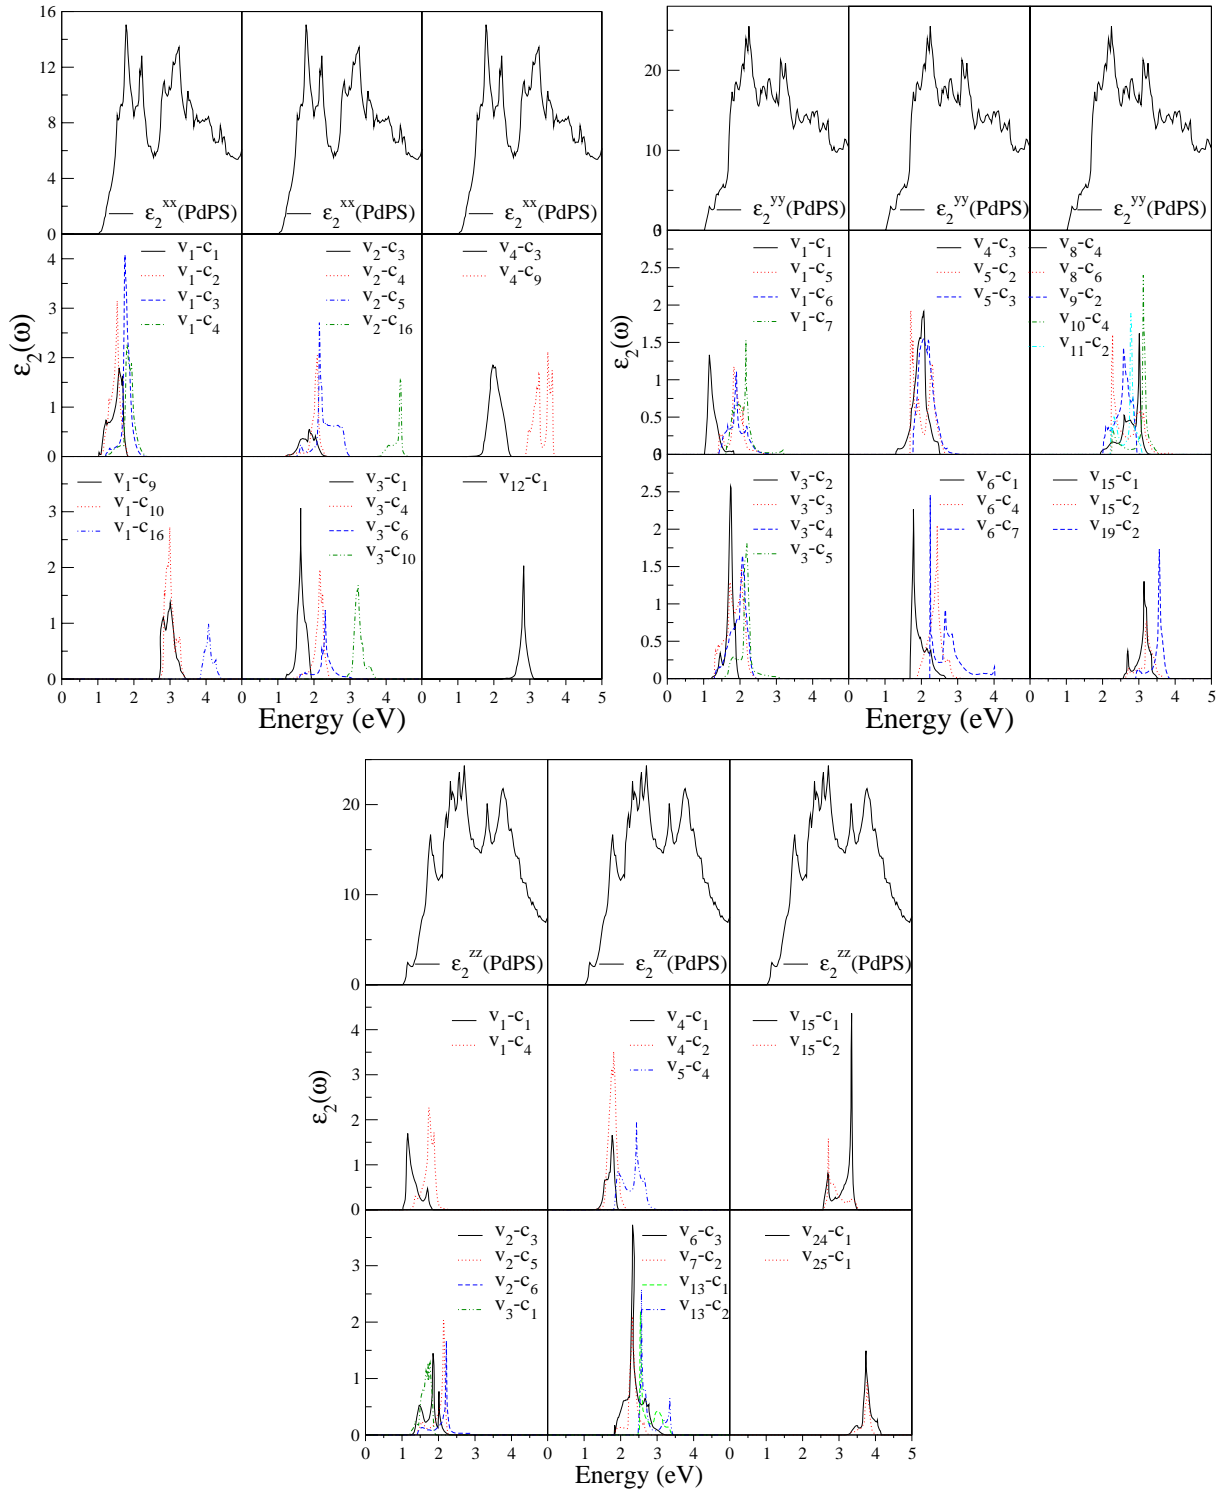 16
12
8
4
0
ε₂ˣˣ(PdPS)
ε₂ˣˣ(PdPS)
ε₂ˣˣ(PdPS)
ε₂(ω)
4
3
2
1
0
v₁-c₁
v₁-c₂
v₁-c₃
v₁-c₄
v₂-c₃
v₂-c₄
v₂-c₅
v₂-c₁₆
v₄-c₃
v₄-c₉
3
2
1
0
v₁-c₉
v₁-c₁₀
v₁-c₁₆
v₃-c₁
v₃-c₄
v₃-c₆
v₃-c₁₀
v₁₂-c₁
0 1 2 3 4 0 1 2 3 4 0 1 2 3 4 5
Energy (eV)
20
10
0
ε₂ʸʸ(PdPS)
ε₂ʸʸ(PdPS)
ε₂ʸʸ(PdPS)
ε₂(ω)
2.5
2
1.5
1
0.5
v₁-c₁
v₁-c₅
v₁-c₆
v₁-c₇
v₄-c₃
v₅-c₂
v₅-c₃
v₈-c₄
v₈-c₆
v₉-c₂
v₁₀-c₄
v₁₁-c₂
2.5
2
1.5
1
0.5
0
v₃-c₂
v₃-c₃
v₃-c₄
v₃-c₅
v₆-c₁
v₆-c₄
v₆-c₇
v₁₅-c₁
v₁₅-c₂
v₁₉-c₂
0 1 2 3 4 0 1 2 3 4 0 1 2 3 4 5
Energy (eV)
20
10
0
ε₂ᶻᶻ(PdPS)
ε₂ᶻᶻ(PdPS)
ε₂ᶻᶻ(PdPS)
ε₂(ω)
4
3
2
1
0
v₁-c₁
v₁-c₄
v₄-c₁
v₄-c₂
v₅-c₄
v₁₅-c₁
v₁₅-c₂
3
2
1
0
v₂-c₃
v₂-c₅
v₂-c₆
v₃-c₁
v₆-c₃
v₇-c₂
v₁₃-c₁
v₁₃-c₂
v₂₄-c₁
v₂₅-c₁
0 1 2 3 4 0 1 2 3 4 0 1 2 3 4 5
Energy (eV)